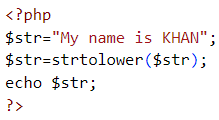 <?php
$str="My name is KHAN";
$str=strtolower($str);
echo $str;
?>